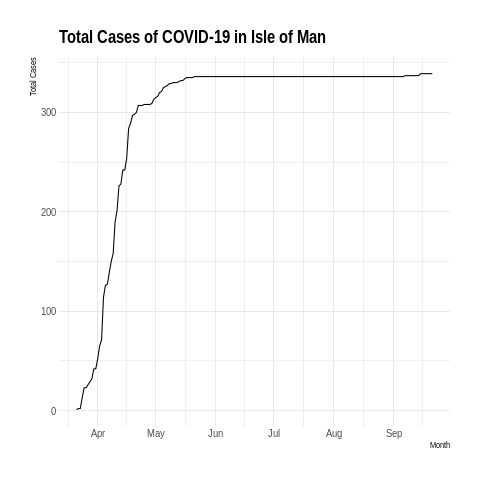 Total Cases of COVID-19 in Isle of Man
Total Cases
300
200
100
0
Apr May Jun Jul Aug Sep
Month